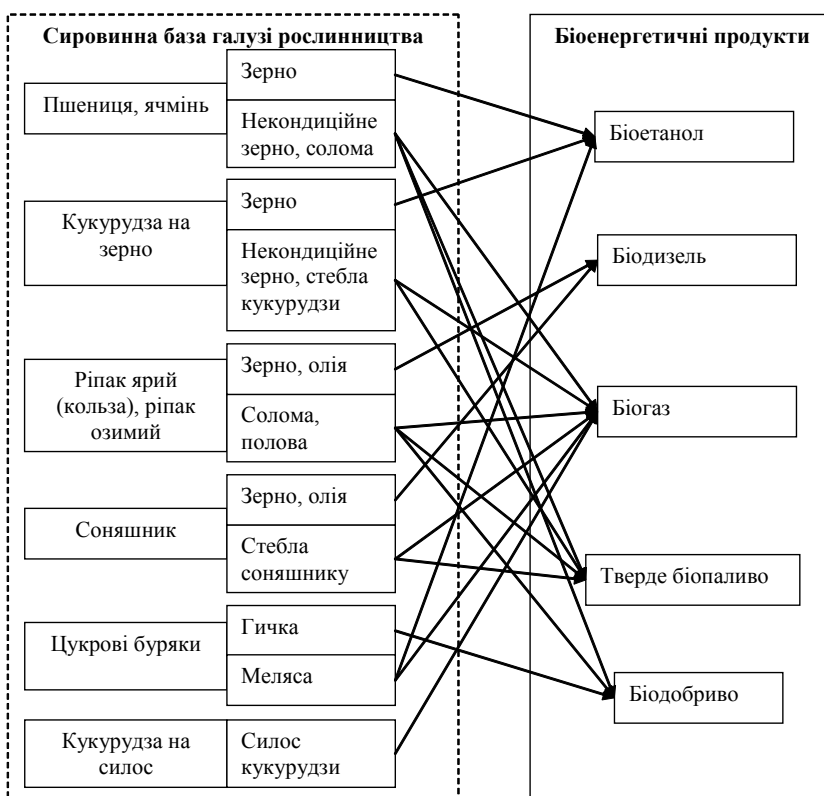 Сировинна база галузі рослинництва
Пшениця, ячмінь
Зерно
Некондиційне
зерно, солома
Кукурудза на
зерно
Зерно
Некондиційне
зерно, стебла
кукурудзи
Ріпак ярий
(кользa), ріпак
озимий
Зерно, олія
Солома,
полова
Соняшник
Зерно, олія
Стебла
соняшнику
Цукрові буряки
Гичка
Меляса
Кукурудза на
силос
Силос
кукурудзи
Біоенергетичні продукти
Біоетанол
Біодизель
Біогаз
Тверде біопаливо
Біодобриво